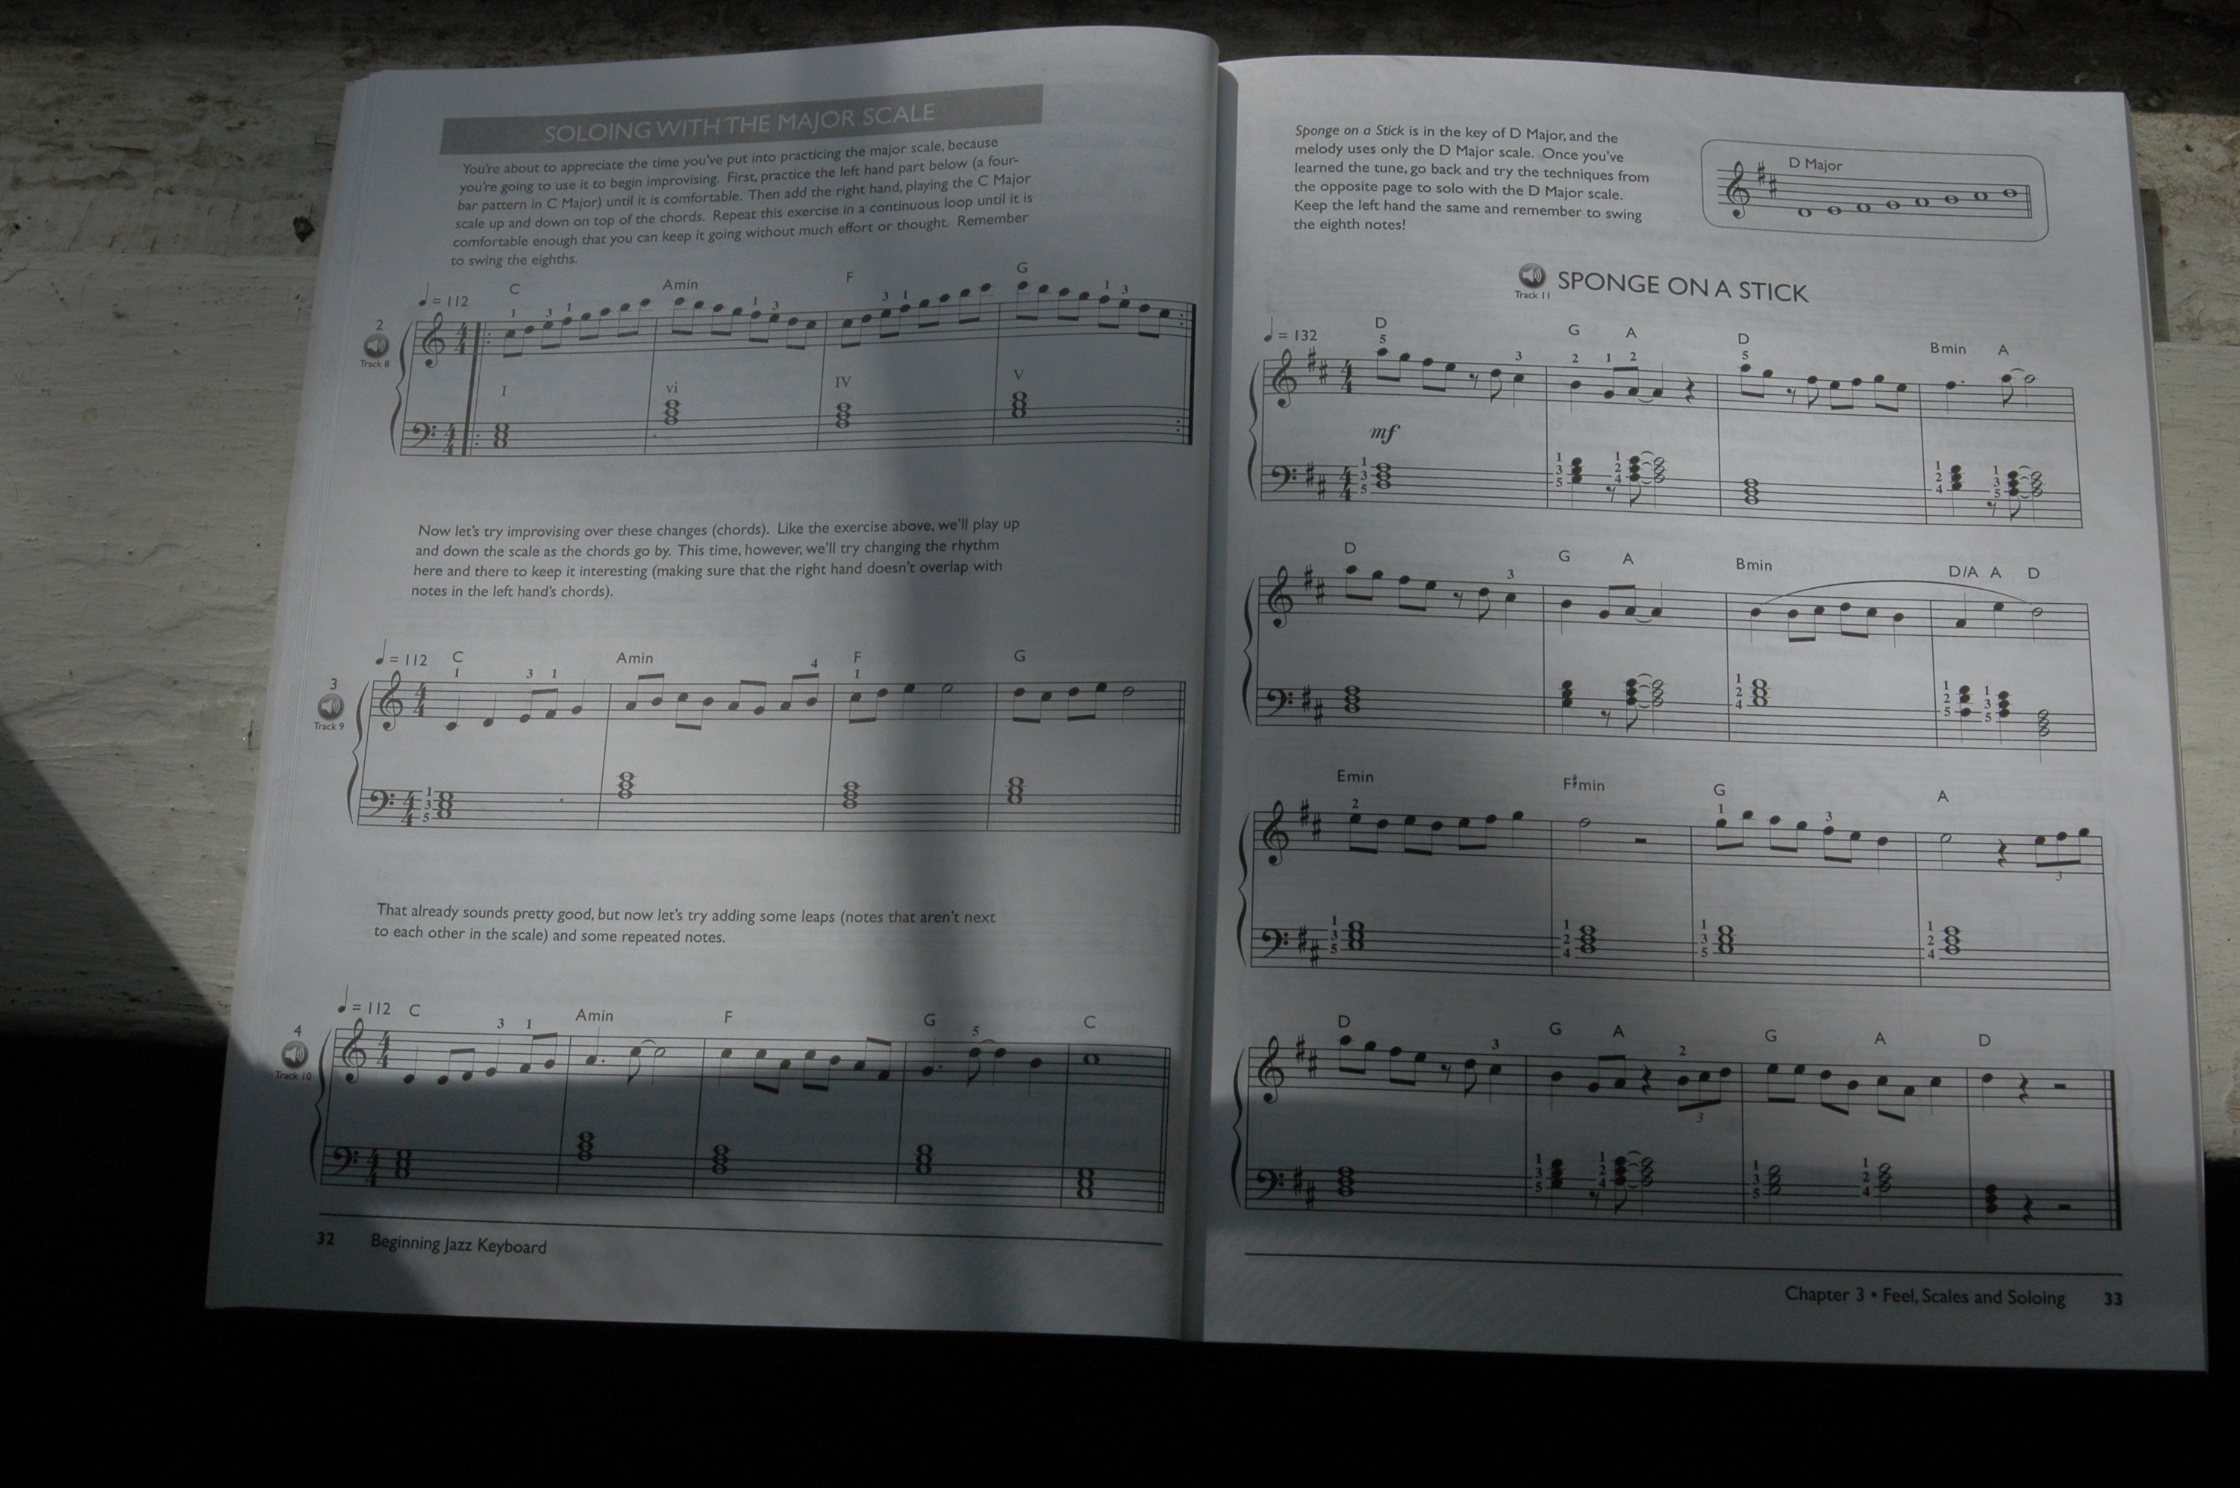 SOLOING WITH THE MAJOR SCALE
You're about to appreciate the time you've put into practicing the major scale, because
you're going to use it to begin improvising. First, practice the left hand part below (a four-
bar pattern in C Major) until it is comfortable. Then add the right hand, playing the C Major
scale up and down on top of the chords. Repeat this exercise in a continuous loop until it is
comfortable enough that you can keep it going without much effort or thought. Remember
to swing the eighths.
♩ = 112 C Amin F G
1 3 1 1 3 3 1 1 3
2
Track 8
I vi IV V
Now let's try improvising over these changes (chords). Like the exercise above, we'll play up
and down the scale as the chords go by. This time, however, we'll try changing the rhythm
here and there to keep it interesting (making sure that the right hand doesn't overlap with
notes in the left hand's chords).
♩ = 112 C Amin F G
1 3 1 4 1
3
Track 9
1
3
5
That already sounds pretty good, but now let's try adding some leaps (notes that aren't next
to each other in the scale) and some repeated notes.
♩ = 112 C Amin F G C
3 1 5
4
Track 10
32 Beginning Jazz Keyboard
Sponge on a Stick is in the key of D Major, and the
melody uses only the D Major scale. Once you've
learned the tune, go back and try the techniques from
the opposite page to solo with the D Major scale.
Keep the left hand the same and remember to swing
the eighth notes!
D Major
Track 11
SPONGE ON A STICK
♩ = 132 D G A D Bmin A
5 3 2 1 2 5
mf
1 1 1 1 1
3 3 2 2 3
5 5 4 4 5
D G A Bmin D/A A D
3
1 1 1
2 2 3
4 5 5
Emin F♯min G A
2 1 3
3
1 1 1 1
3 2 3 2
5 4 5 4
D G A G A D
3 2
3
1 1 1 1
3 2 3 2
5 4 5 4
Chapter 3 • Feel, Scales and Soloing 33